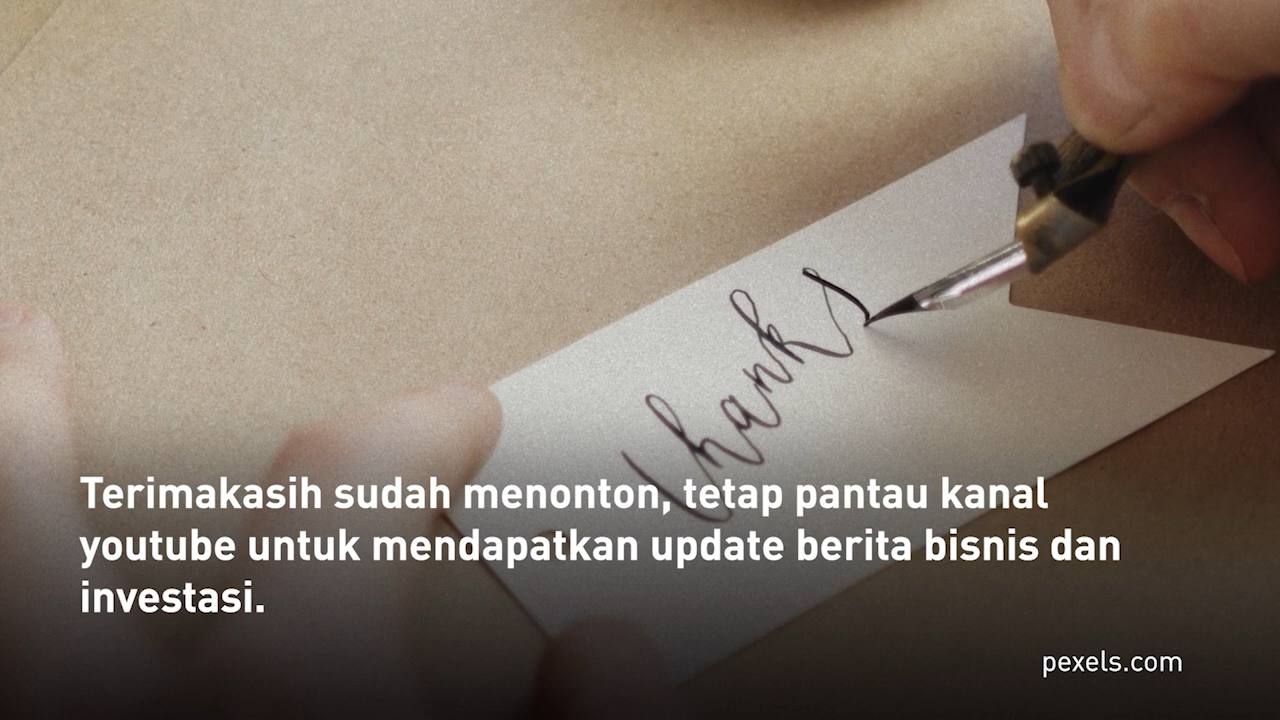 thanks
Terimakasih sudah menonton, tetap pantau kanal
youtube untuk mendapatkan update berita bisnis dan
investasi.
pexels.com